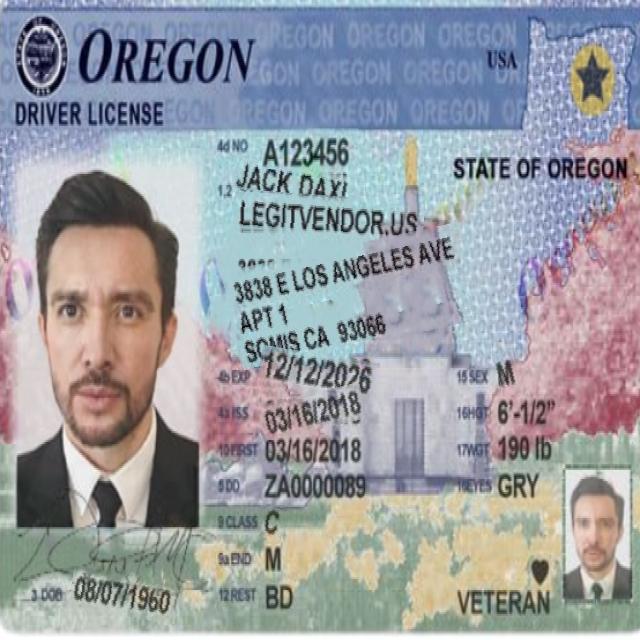 OREGON
USA
DRIVER LICENSE
4d NO A123456
STATE OF OREGON
1.2 JACK DAXI
LEGITVENDOR.US
3838 E LOS ANGELES AVE
APT 1
SOMIS CA 93066
4b EXP 12/12/2026
15 SEX M
4a ISS 03/16/2018
16 HGT 6'-1/2"
10 FIRST 03/16/2018
17 WGT 190 lb
5 DD ZA0000089
18 EYES GRY
9 CLASS C
9a END M
3 DOB 08/07/1960
12 REST BD
VETERAN